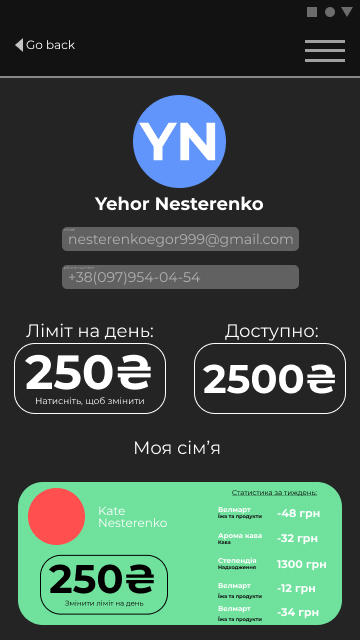 Go back
YN
Yehor Nesterenko
nesterenkoegor999@gmail.com
+38(097)954-04-54
Ліміт на день:
250₴
Натисніть, щоб змінити
Доступно:
2500₴
Моя сім’я
Kate
Nesterenko
250₴
Змінити ліміт на день
Статистика за тиждень:
Велмарт
Їжа та продукти
-48 грн
Арома кава
Кава
-32 грн
Степендія
Надходження
1300 грн
Велмарт
Їжа та продукти
-12 грн
Велмарт
Їжа та продукти
-34 грн